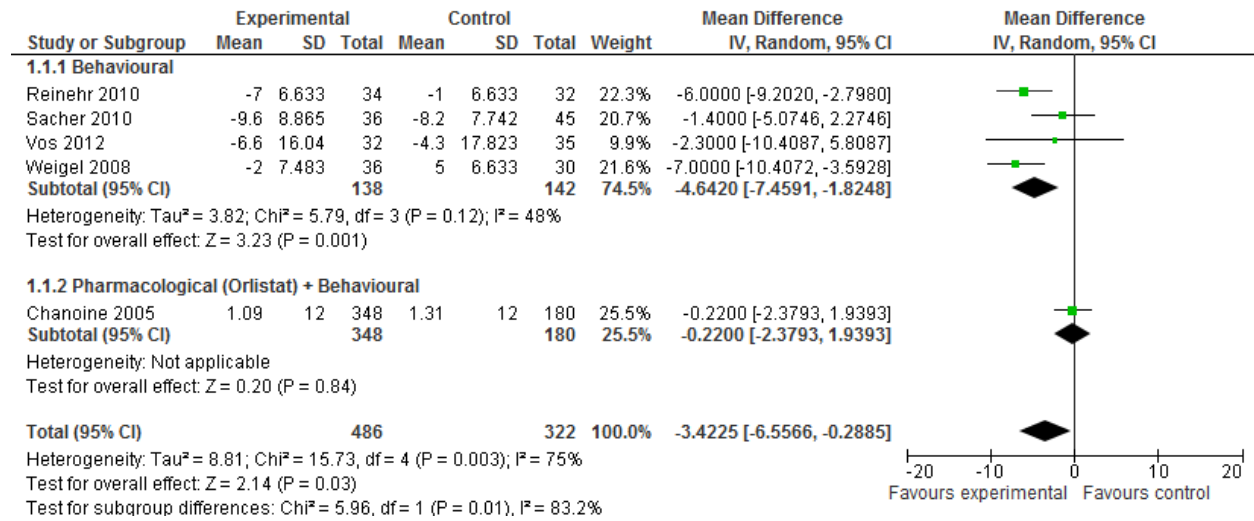 Experimental Control Mean Difference Mean Difference
Study or Subgroup Mean SD Total Mean SD Total Weight IV, Random, 95% CI IV, Random, 95% CI
1.1.1 Behavioural
Reinehr 2010 -7 6.633 34 -1 6.633 32 22.3% -6.0000 [-9.2020, -2.7980]
Sacher 2010 -9.6 8.865 36 -8.2 7.742 45 20.7% -1.4000 [-5.0746, 2.2746]
Vos 2012 -6.6 16.04 32 -4.3 17.823 35 9.9% -2.3000 [-10.4087, 5.8087]
Weigel 2008 -2 7.483 36 5 6.633 30 21.6% -7.0000 [-10.4072, -3.5928]
Subtotal (95% CI) 138 142 74.5% -4.6420 [-7.4591, -1.8248]
Heterogeneity: Tau² = 3.82; Chi² = 5.79, df = 3 (P = 0.12); I² = 48%
Test for overall effect: Z = 3.23 (P = 0.001)
1.1.2 Pharmacological (Orlistat) + Behavioural
Chanoine 2005 1.09 12 348 1.31 12 180 25.5% -0.2200 [-2.3793, 1.9393]
Subtotal (95% CI) 348 180 25.5% -0.2200 [-2.3793, 1.9393]
Heterogeneity: Not applicable
Test for overall effect: Z = 0.20 (P = 0.84)
Total (95% CI) 486 322 100.0% -3.4225 [-6.5566, -0.2885]
Heterogeneity: Tau² = 8.81; Chi² = 15.73, df = 4 (P = 0.003); I² = 75%
Test for overall effect: Z = 2.14 (P = 0.03)
Test for subgroup differences: Chi² = 5.96, df = 1 (P = 0.01), I² = 83.2%
-20 -10 0 10 20
Favours experimental Favours control